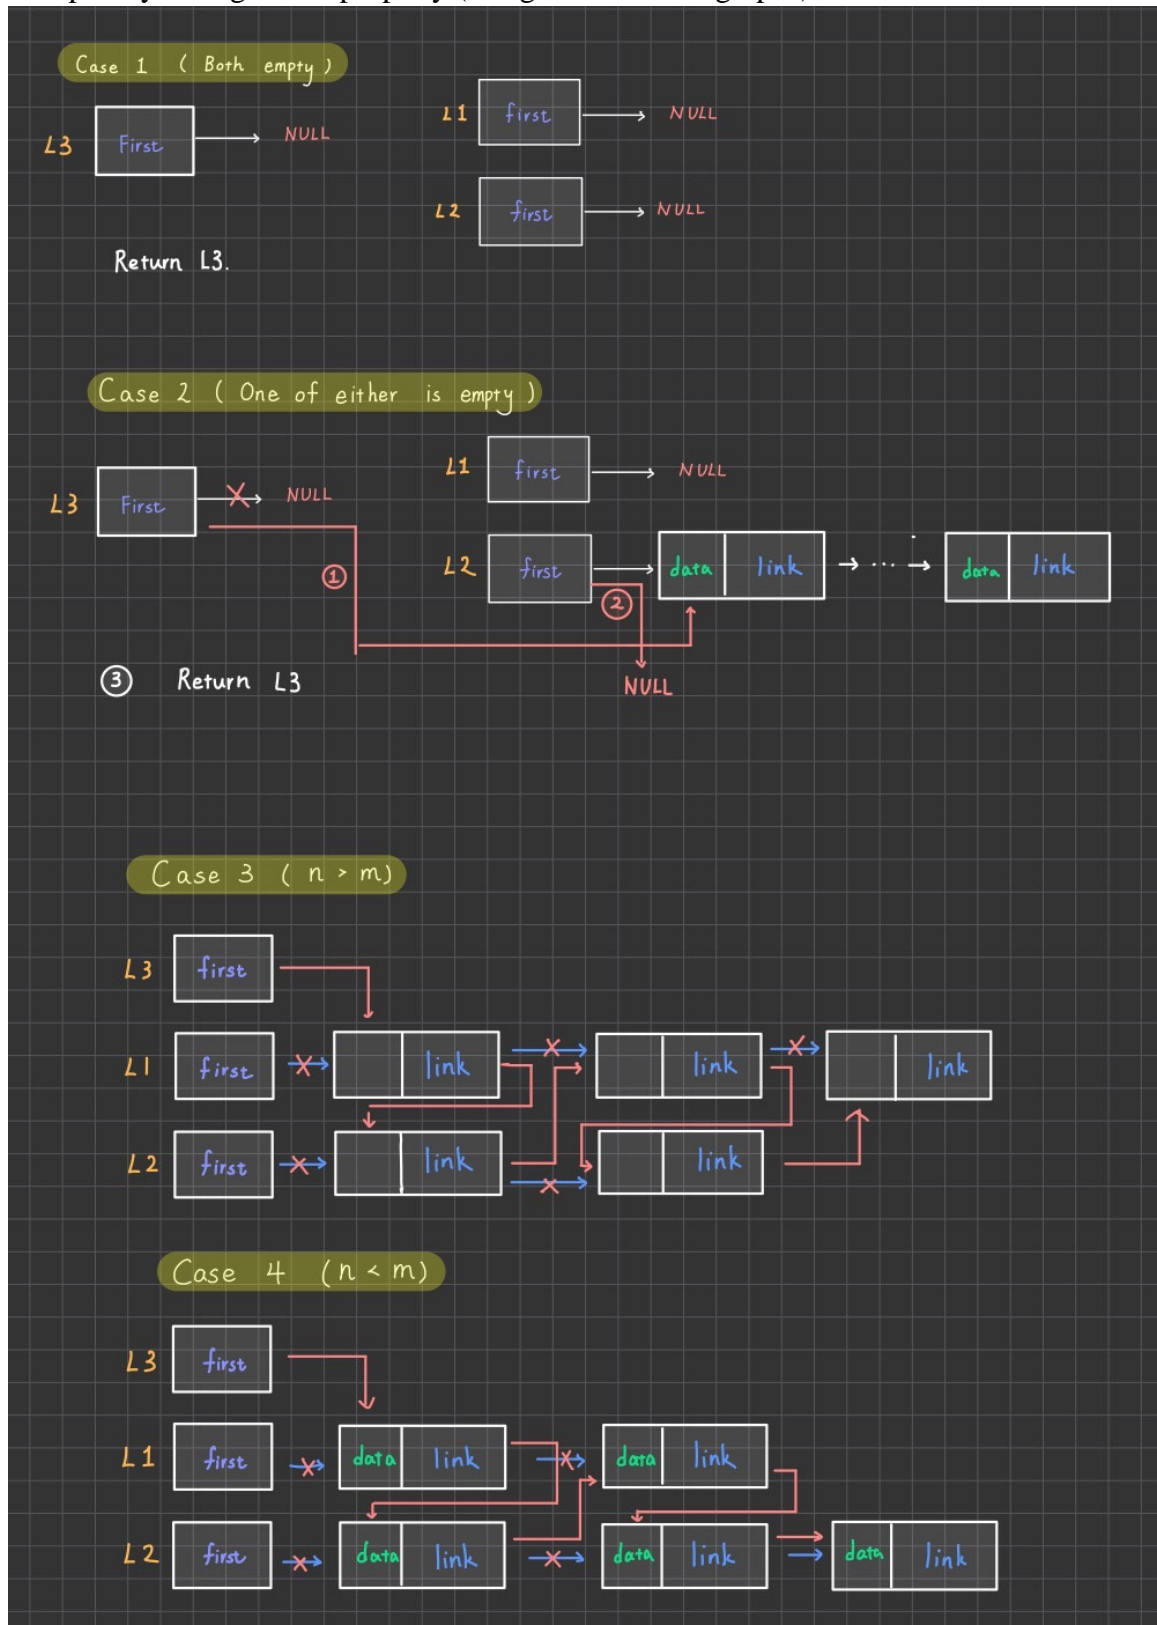 Case 1 ( Both empty )
L3 First NULL
L1 first NULL
L2 first NULL
Return L3.
Case 2 ( One of either is empty )
L3 First NULL
L1 first NULL
① L2 first data link → ... → data link
②
③ Return L3
NULL
Case 3 ( n > m)
L3 first
L1 first link link link
L2 first link link
Case 4 (n < m)
L3 first
L1 first data link data link
L2 first data link data link data link